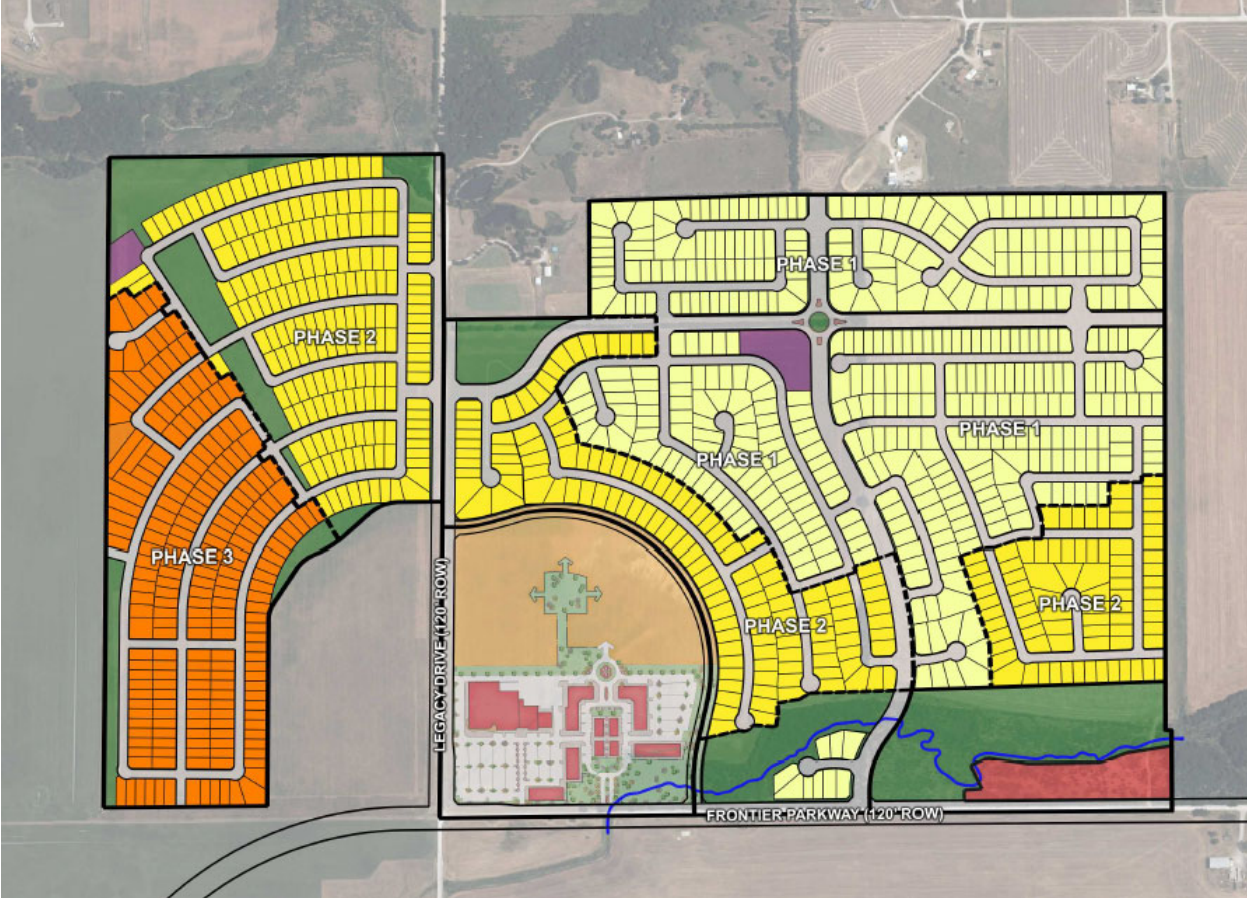 PHASE 1
PHASE 2
PHASE 1
PHASE 1
PHASE 3
PHASE 2
PHASE 2
LEGACY DRIVE (120' ROW)
FRONTIER PARKWAY (120' ROW)